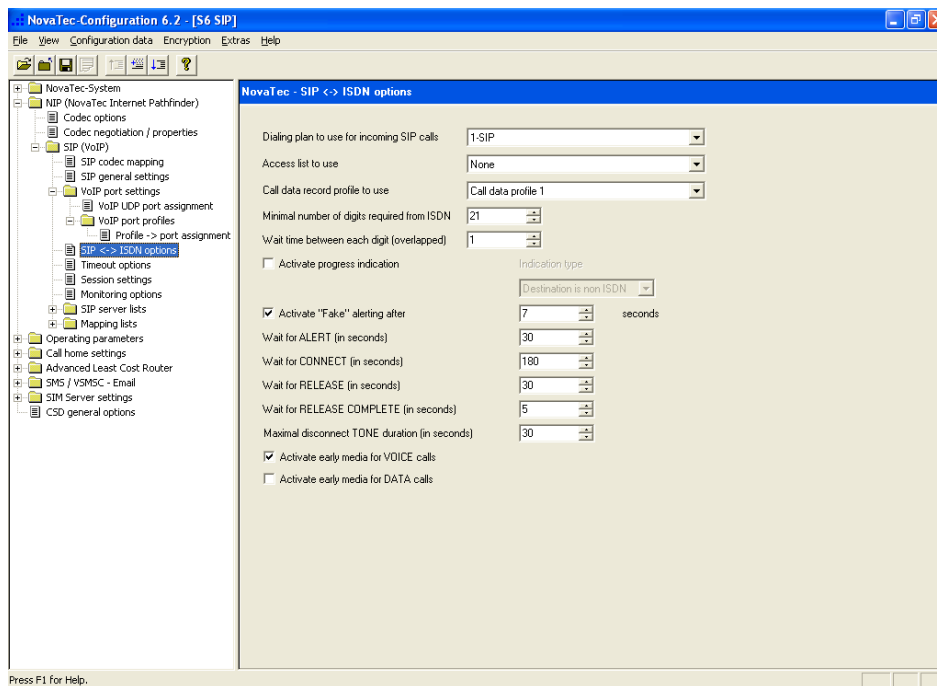 NovaTec-Configuration 6.2 - [S6 SIP]
File View Configuration data Encryption Extras Help
NovaTec-System
NIP (NovaTec Internet Pathfinder)
Codec options
Codec negotiation / properties
SIP (VoIP)
SIP codec mapping
SIP general settings
VoIP port settings
VoIP UDP port assignment
VoIP port profiles
Profile -> port assignment
SIP <-> ISDN options
Timeout options
Session settings
Monitoring options
SIP server lists
Mapping lists
Operating parameters
Call home settings
Advanced Least Cost Router
SMS / VSMSC - Email
SIM Server settings
CSD general options
NovaTec - SIP <-> ISDN options
Dialing plan to use for incoming SIP calls 1-SIP
Access list to use None
Call data record profile to use Call data profile 1
Minimal number of digits required from ISDN 21
Wait time between each digit (overlapped) 1
Activate progress indication Indication type
Destination is non ISDN
Activate "Fake" alerting after 7 seconds
Wait for ALERT (in seconds) 30
Wait for CONNECT (in seconds) 180
Wait for RELEASE (in seconds) 30
Wait for RELEASE COMPLETE (in seconds) 5
Maximal disconnect TONE duration (in seconds) 30
Activate early media for VOICE calls
Activate early media for DATA calls
Press F1 for Help.